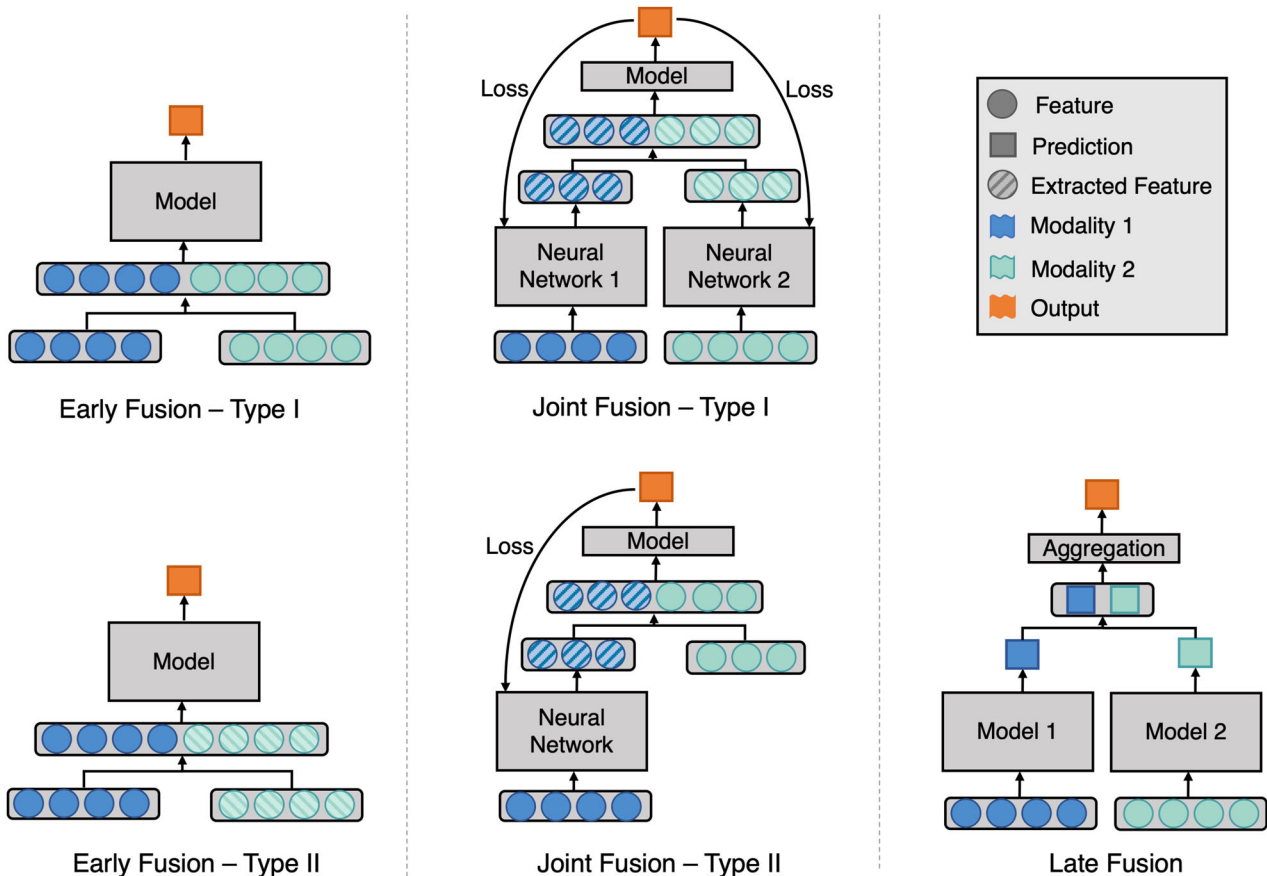 Model
Early Fusion – Type I
Loss
Loss
Model
Neural
Network 1
Neural
Network 2
Joint Fusion – Type I
Feature
Prediction
Extracted Feature
Modality 1
Modality 2
Output
Model
Early Fusion – Type II
Loss
Model
Neural
Network
Joint Fusion – Type II
Aggregation
Model 1
Model 2
Late Fusion